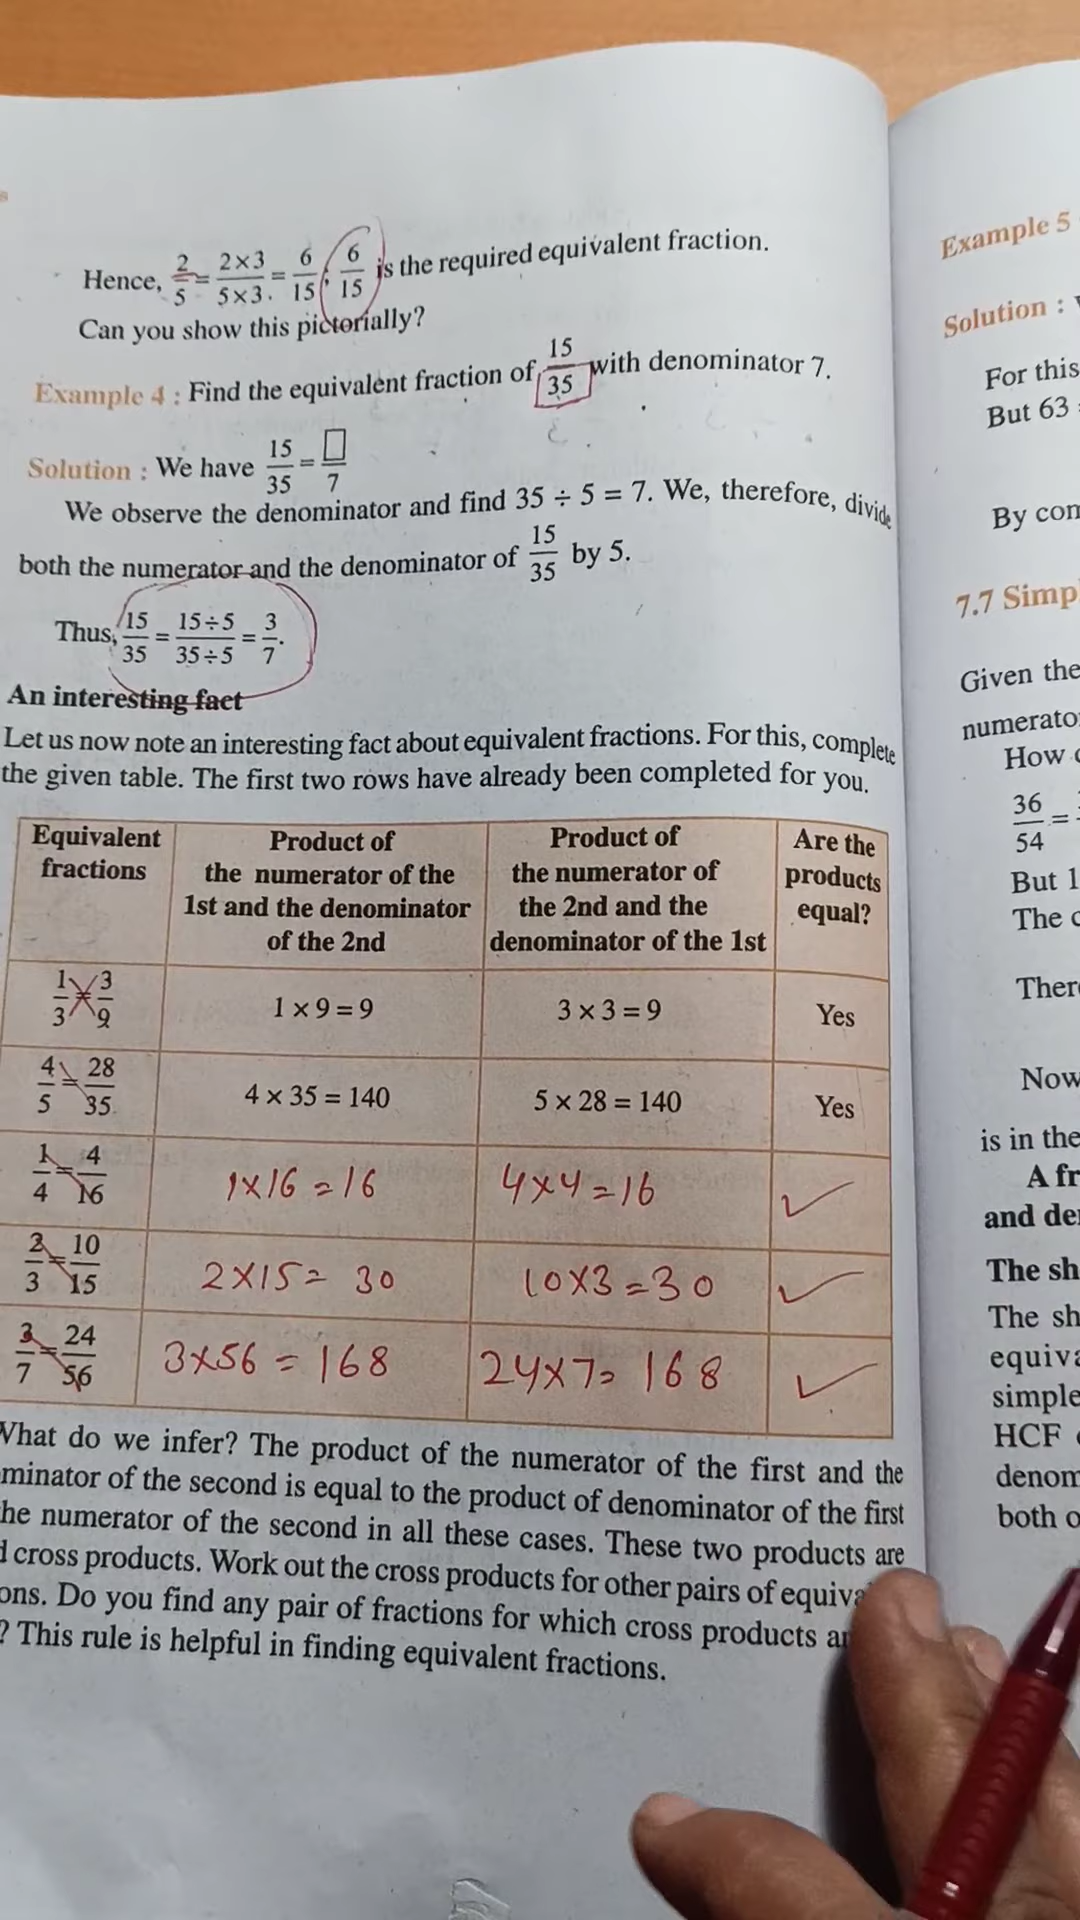 Hence, 2/5 = 2×3/5×3 = 6/15; 6/15 is the required equivalent fraction.
Can you show this pictorially?
Example 4 : Find the equivalent fraction of 15/35 with denominator 7.
Solution : We have 15/35 = □/7
We observe the denominator and find 35 ÷ 5 = 7. We, therefore, divide
both the numerator and the denominator of 15/35 by 5.
Thus, 15/35 = 15÷5/35÷5 = 3/7.
An interesting fact
Let us now note an interesting fact about equivalent fractions. For this, complete
the given table. The first two rows have already been completed for you.
Equivalent fractions | Product of the numerator of the 1st and the denominator of the 2nd | Product of the numerator of the 2nd and the denominator of the 1st | Are the products equal?
1/3 = 3/9 | 1 × 9 = 9 | 3 × 3 = 9 | Yes
4/5 = 28/35 | 4 × 35 = 140 | 5 × 28 = 140 | Yes
1/4 = 4/16 | 1×16 = 16 | 4×4 = 16 | ✓
2/3 = 10/15 | 2×15 = 30 | 10×3 = 30 | ✓
3/7 = 24/56 | 3×56 = 168 | 24×7= 168 | ✓
What do we infer? The product of the numerator of the first and the
minator of the second is equal to the product of denominator of the first
he numerator of the second in all these cases. These two products are
d cross products. Work out the cross products for other pairs of equiva
ons. Do you find any pair of fractions for which cross products ar
? This rule is helpful in finding equivalent fractions.
Example 5
Solution :
For this
But 63 =
By com
7.7 Simp
Given the
numerato
How
36/54 =
But 1
The c
There
Now
is in the
A fr
and der
The sh
The sh
equiva
simple
HCF
denom
both o